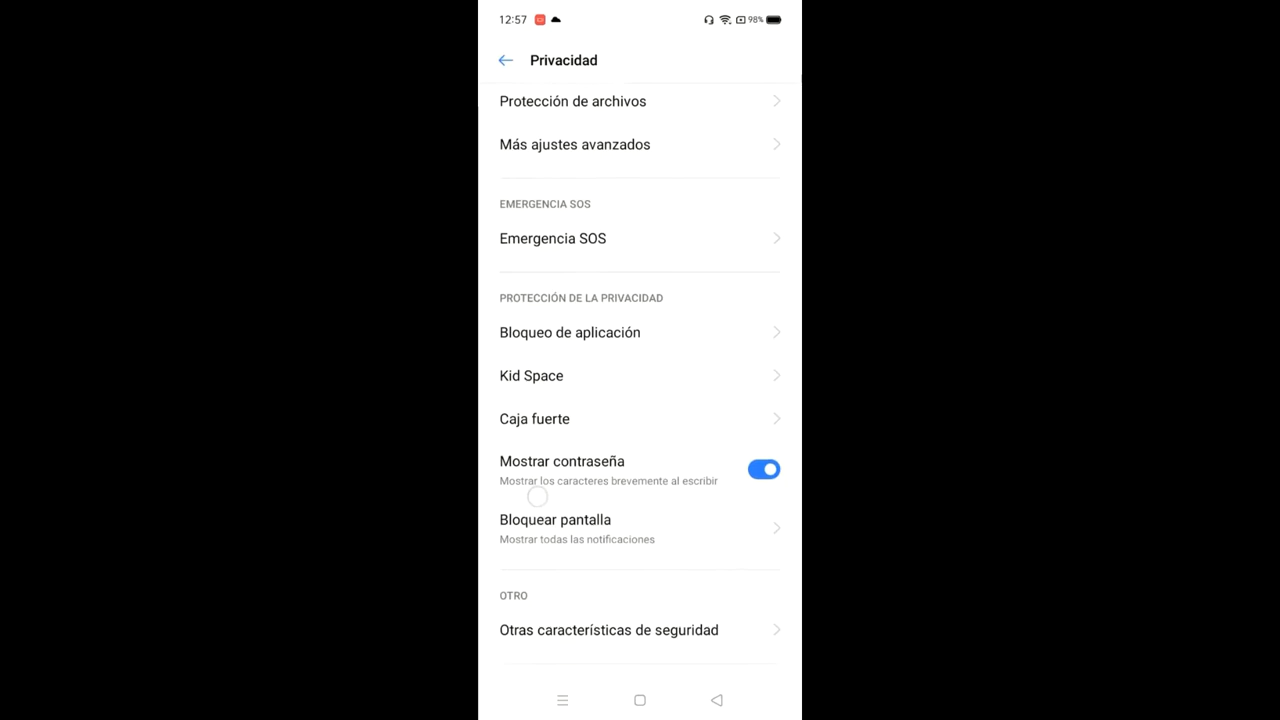 12:57 98%
Privacidad
Protección de archivos
Más ajustes avanzados
EMERGENCIA SOS
Emergencia SOS
PROTECCIÓN DE LA PRIVACIDAD
Bloqueo de aplicación
Kid Space
Caja fuerte
Mostrar contraseña
Mostrar los caracteres brevemente al escribir
Bloquear pantalla
Mostrar todas las notificaciones
OTRO
Otras características de seguridad